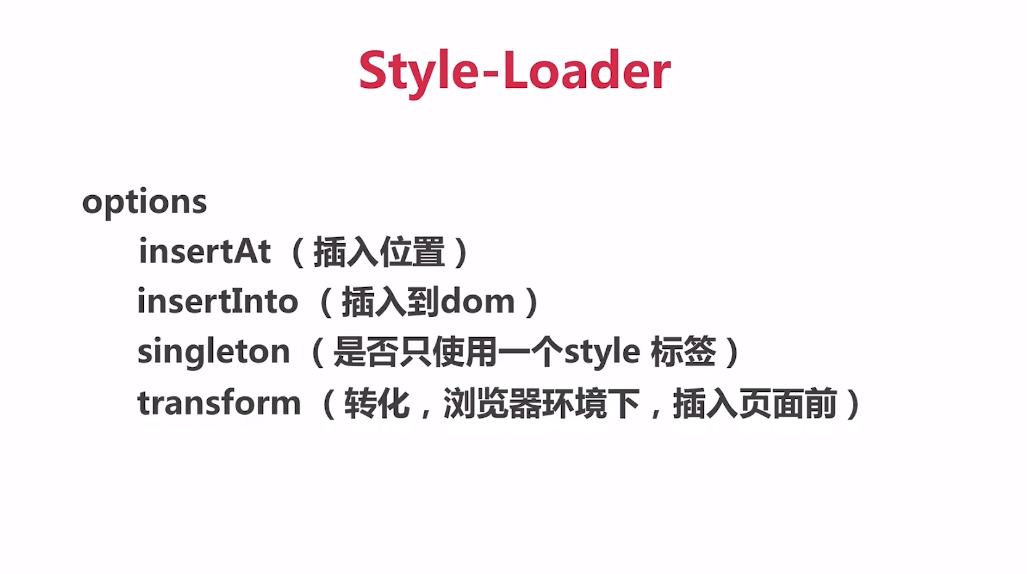 Style-Loader
options
insertAt （插入位置）
insertInto （插入到dom）
singleton （是否只使用一个style 标签）
transform （转化，浏览器环境下，插入页面前）